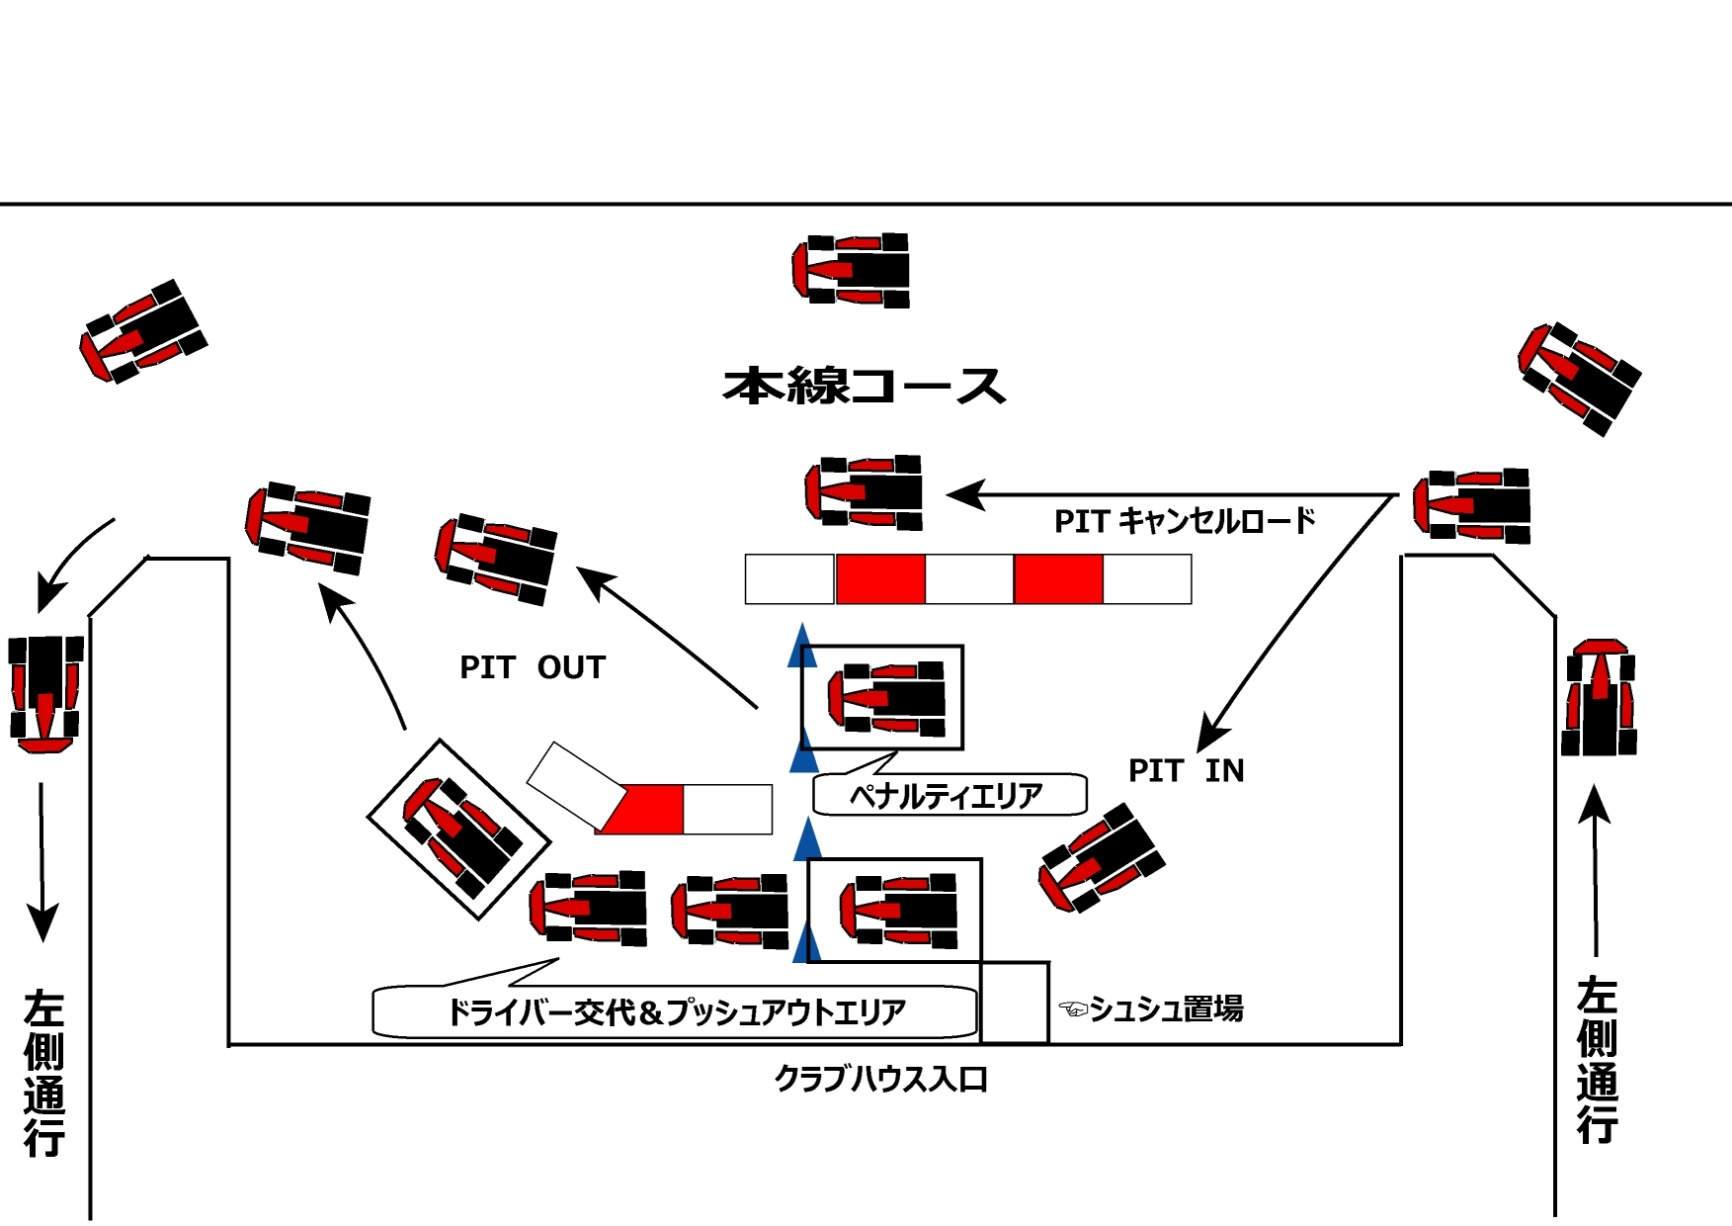 本線コース
PIT キャンセルロード
PIT OUT
PIT IN
ペナルティエリア
ドライバー交代＆プッシュアウトエリア
☜シュシュ置場
クラブハウス入口
左側通行
左側通行